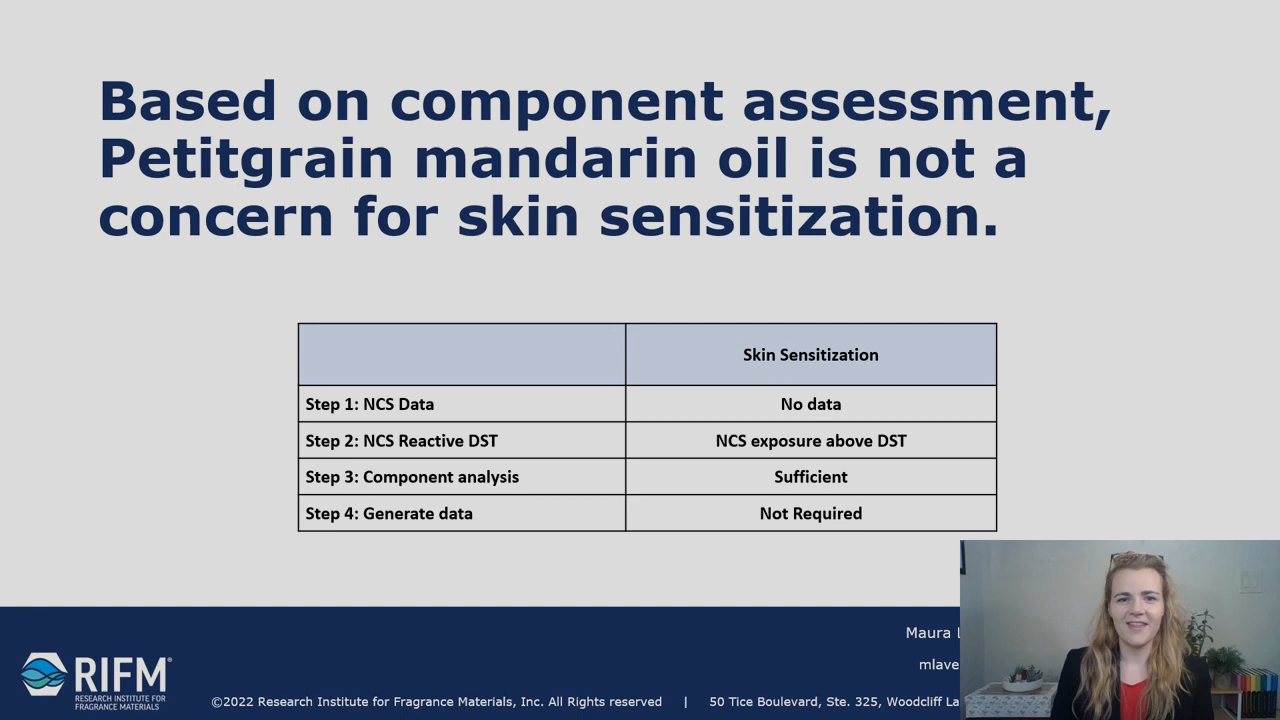 Based on component assessment,
Petitgrain mandarin oil is not a
concern for skin sensitization.
Skin Sensitization
Step 1: NCS Data No data
Step 2: NCS Reactive DST NCS exposure above DST
Step 3: Component analysis Sufficient
Step 4: Generate data Not Required
Maura
RIFM®
RESEARCH INSTITUTE FOR
FRAGRANCE MATERIALS
©2022 Research Institute for Fragrance Materials, Inc. All Rights reserved | 50 Tice Boulevard, Ste. 325, Woodcliff